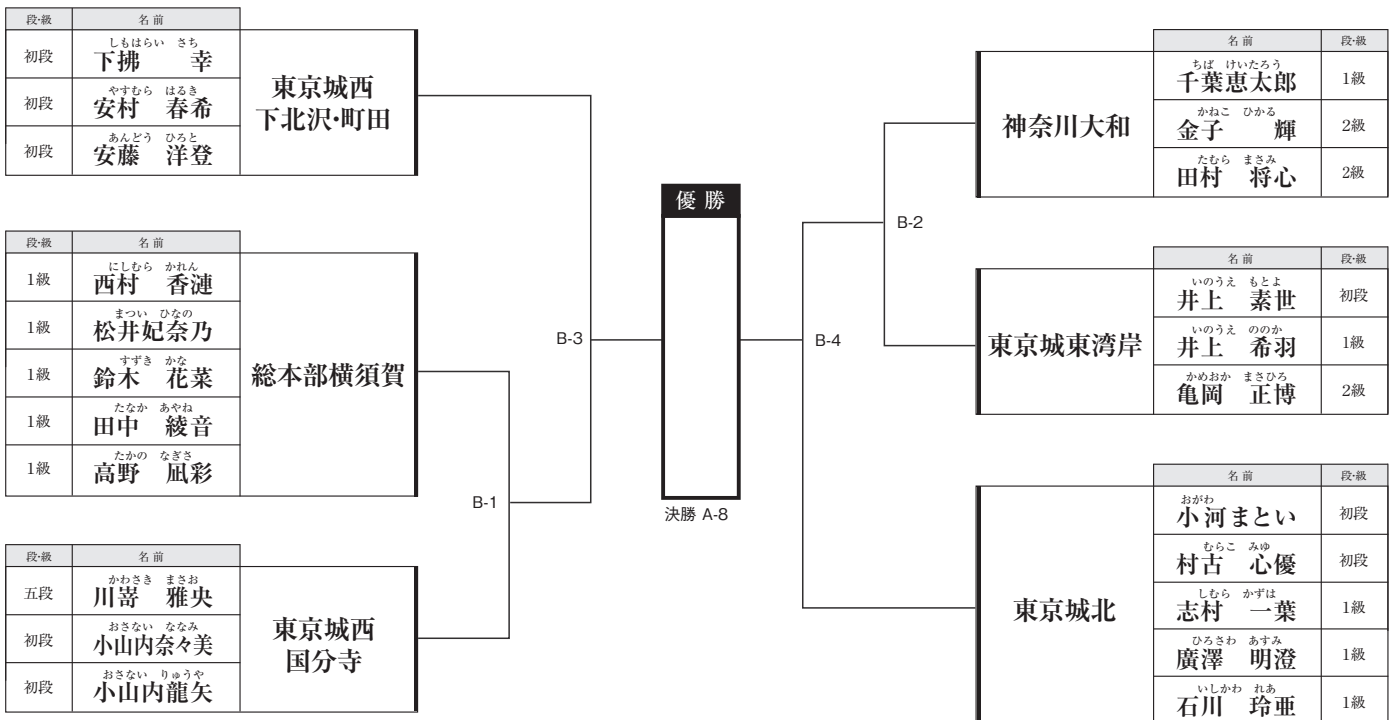 段・級 名前
しもはらい さち
初段 下拂 幸
やすむら はるき
初段 安村 春希
あんどう ひろと
初段 安藤 洋登
東京城西
下北沢・町田
段・級 名前
にしむら かれん
1級 西村 香漣
まつい ひなの
1級 松井妃奈乃
すずき かな
1級 鈴木 花菜
たなか あやね
1級 田中 綾音
たかの なぎさ
1級 高野 凪彩
総本部横須賀
段・級 名前
かわさき まさお
五段 川嵜 雅央
おさない ななみ
初段 小山内奈々美
おさない りゅうや
初段 小山内龍矢
東京城西
国分寺
B-3
B-1
優勝
決勝 A-8
B-4
B-2
神奈川大和
名前 段・級
ちば けいたろう
千葉恵太郎 1級
かねこ ひかる
金子 輝 2級
たむら まさみ
田村 将心 2級
東京城東湾岸
名前 段・級
いのうえ もとよ
井上 素世 初段
いのうえ ののか
井上 希羽 1級
かめおか まさひろ
亀岡 正博 2級
東京城北
名前 段・級
おがわ
小河まとい 初段
むらこ みゆ
村古 心優 初段
しむら かずは
志村 一葉 1級
ひろさわ あすみ
廣澤 明澄 1級
いしかわ れあ
石川 玲亜 1級